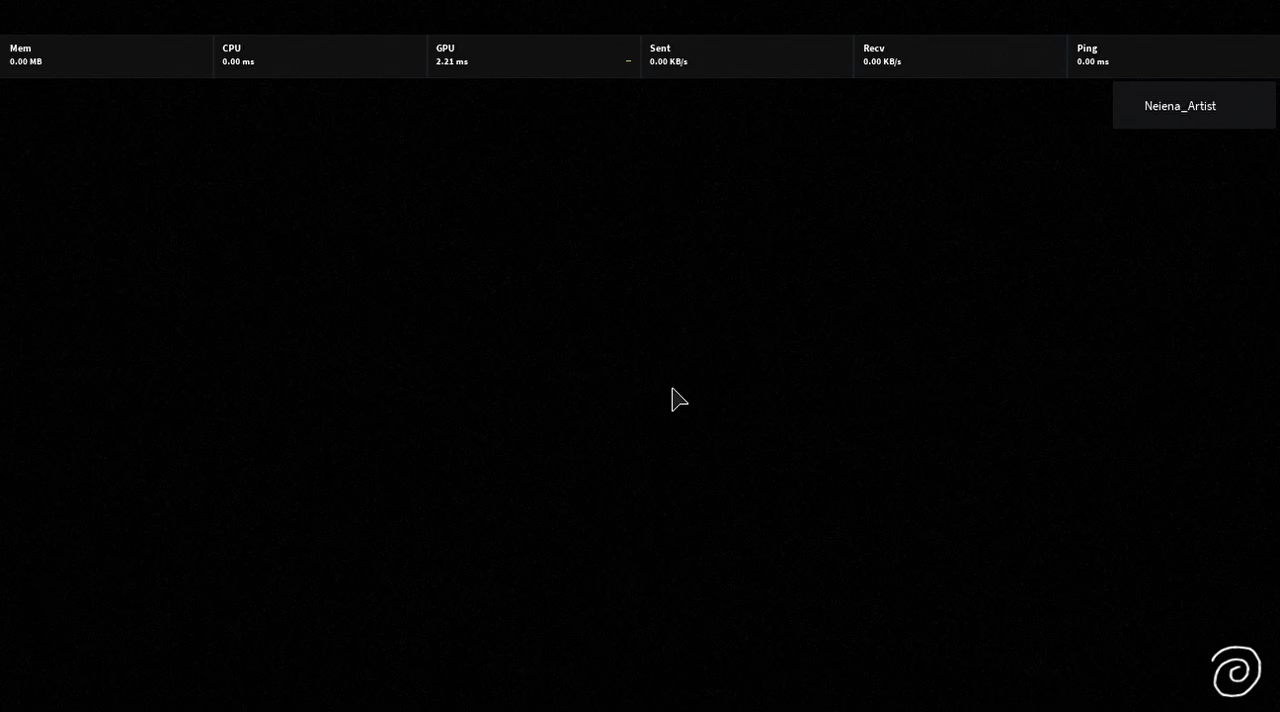 Mem
0.00 MB
CPU
0.00 ms
GPU
2.21 ms
Sent
0.00 KB/s
Recv
0.00 KB/s
Ping
0.00 ms
Neiena_Artist